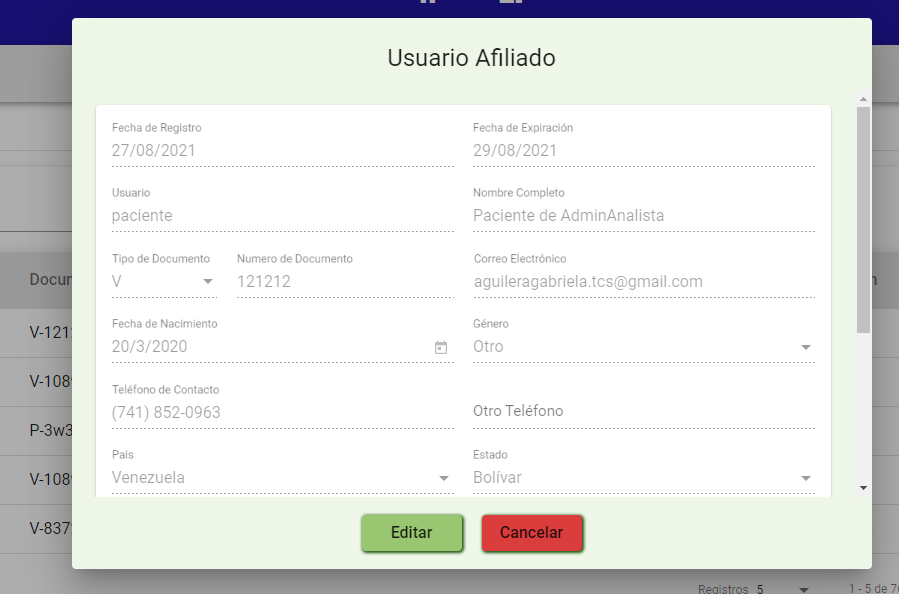 Usuario Afiliado
Fecha de Registro
27/08/2021
Fecha de Expiración
29/08/2021
Usuario
paciente
Nombre Completo
Paciente de AdminAnalista
Tipo de Documento
V
Numero de Documento
121212
Correo Electrónico
aguileragabriela.tcs@gmail.com
Fecha de Nacimiento
20/3/2020
Género
Otro
Teléfono de Contacto
(741) 852-0963
Otro Teléfono
Pais
Venezuela
Estado
Bolívar
Editar
Cancelar
Docum
V-121
V-108
P-3w3
V-108
V-837
Registros 5
1 - 5 de 7